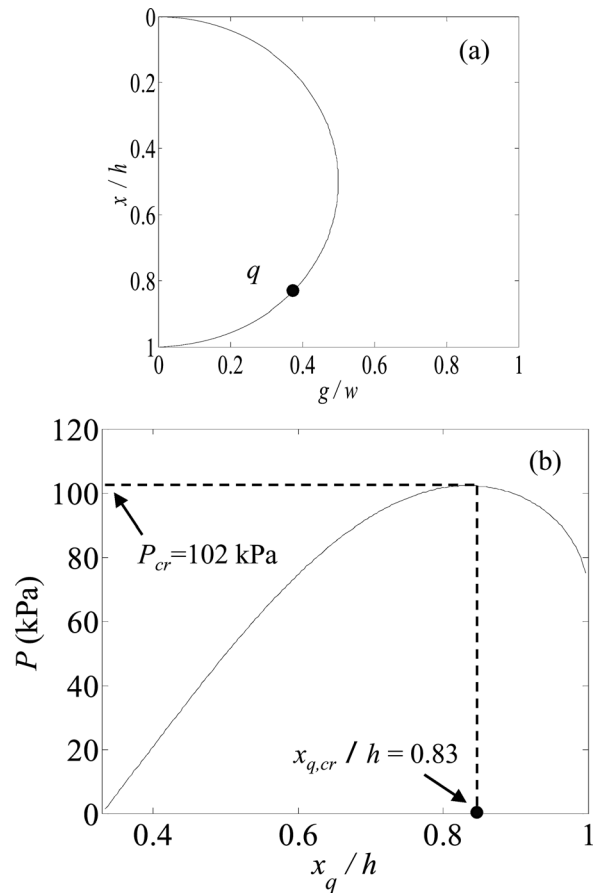 (a)
0
0.2
0.4
0.6
0.8
1
x / h
q
0 0.2 0.4 0.6 0.8 1
g/w
(b)
120
100
80
60
40
20
0
P (kPa)
P_cr=102 kPa
x_q,cr / h = 0.83
0.4 0.6 0.8 1
x_q / h